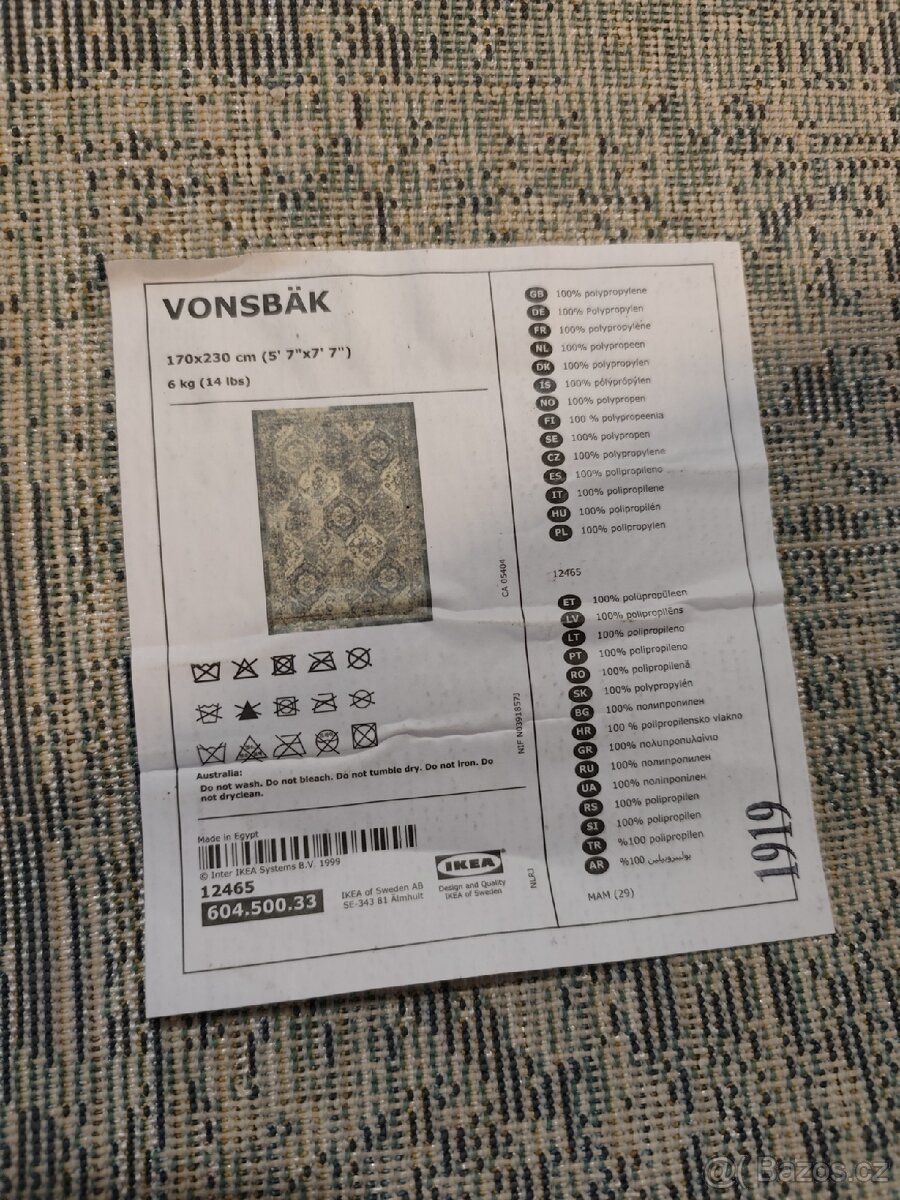 VONSBÄK
170x230 cm (5' 7"x7' 7")
6 kg (14 lbs)
CA 05404
NIF N0391857J
Australia:
Do not wash. Do not bleach. Do not tumble dry. Do not iron. Do
not dryclean.
Made in Egypt
© Inter IKEA Systems B.V. 1999
12465
604.500.33
IKEA of Sweden AB
SE-343 81 Älmhult
IKEA
Design and Quality
IKEA of Sweden
NLRJ
GB 100% polypropylene
DE 100% Polypropylen
FR 100% polypropylène
NL 100% polypropeen
DK 100% polypropylen
IS 100% pólýprópýlen
NO 100% polypropen
FI 100 % polypropeenia
SE 100% polypropen
CZ 100% polypropylene
ES 100% polipropileno
IT 100% polipropilene
HU 100% polipropilén
PL 100% polipropylen
12465
ET 100% polüpropüleen
LV 100% polipropilēns
LT 100% polipropileno
PT 100% polipropileno
RO 100% polipropilenă
SK 100% polypropylén
BG 100% полипропилен
HR 100 % polipropilensko vlakno
GR 100% πολυπροπυλαίνιο
RU 100% полипропилен
UA 100% поліпропілен
RS 100% polipropilen
SI 100% polipropilen
TR %100 polipropilen
AR %100 بوليبروبيلين
MAM (29)
1919
@( Bazoš.cz